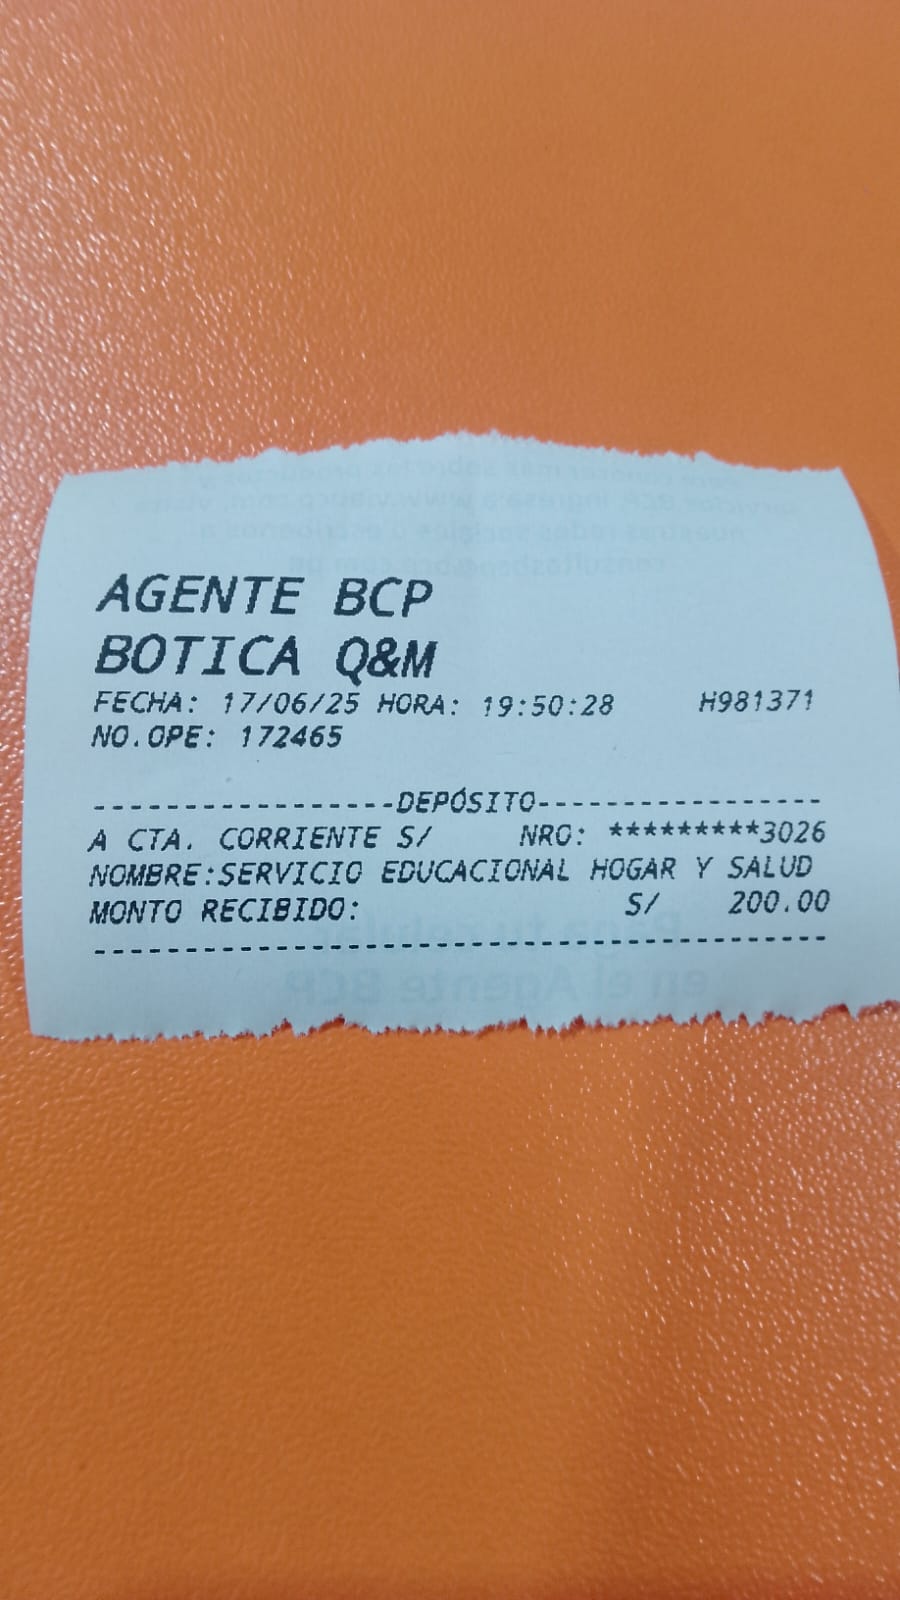 AGENTE BCP
BOTICA Q&M
FECHA: 17/06/25 HORA: 19:50:28 H981371
NO.OPE: 172465
------------------DEPÓSITO------------------
A CTA. CORRIENTE S/ NRO: *********3026
NOMBRE:SERVICIO EDUCACIONAL HOGAR Y SALUD
MONTO RECIBIDO: S/ 200.00
----------------------------------------